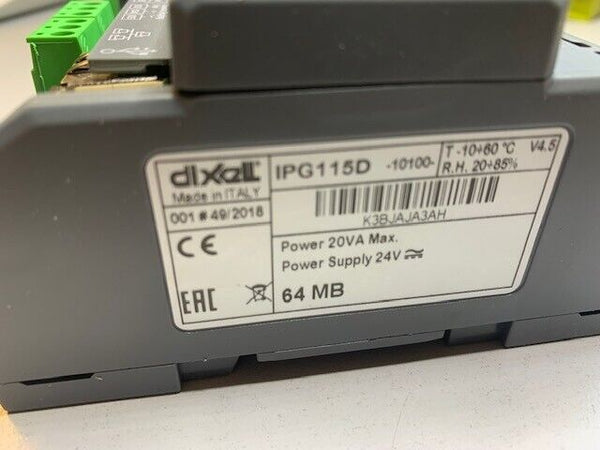 dixell
Made in ITALY
001 # 49/2018
IPG115D -10100-
T -10÷60 °C V4.5
R.H. 20÷85%
K3BJAJA3AH
CE
Power 20VA Max.
Power Supply 24V
EAC
64 MB